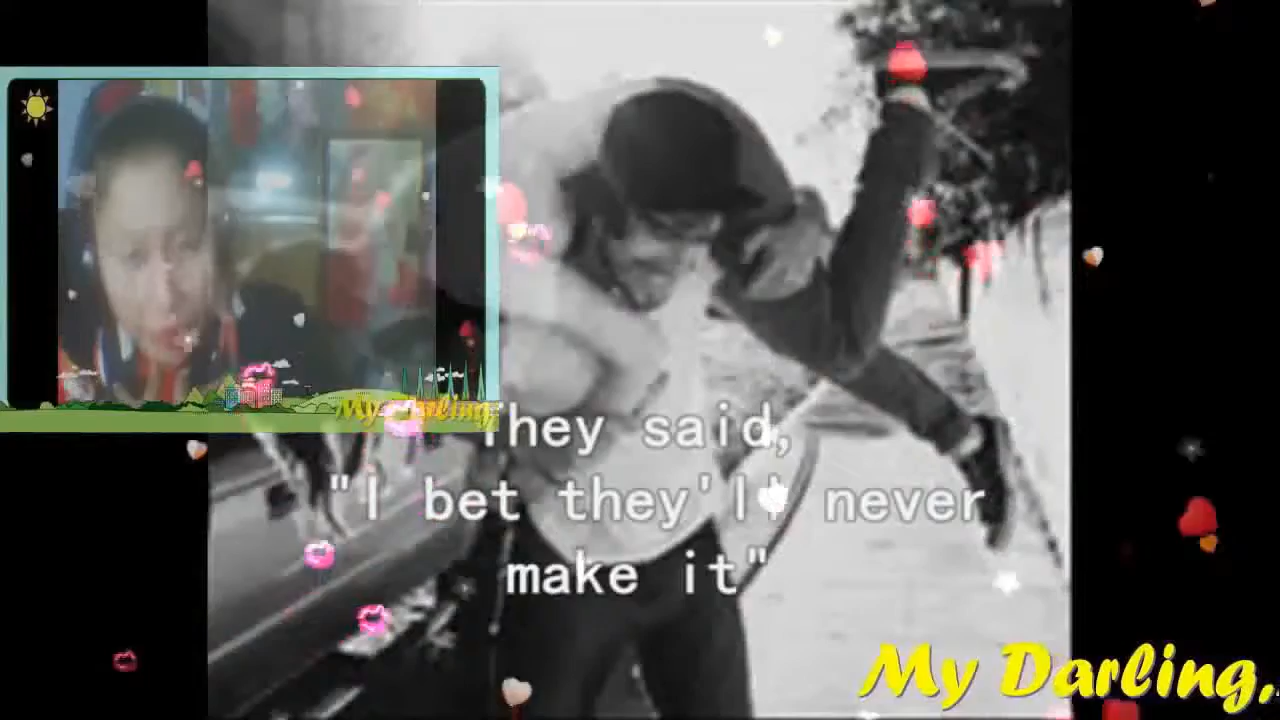 My Darling,
They said,
"I bet they'll never
make it"
My Darling,.